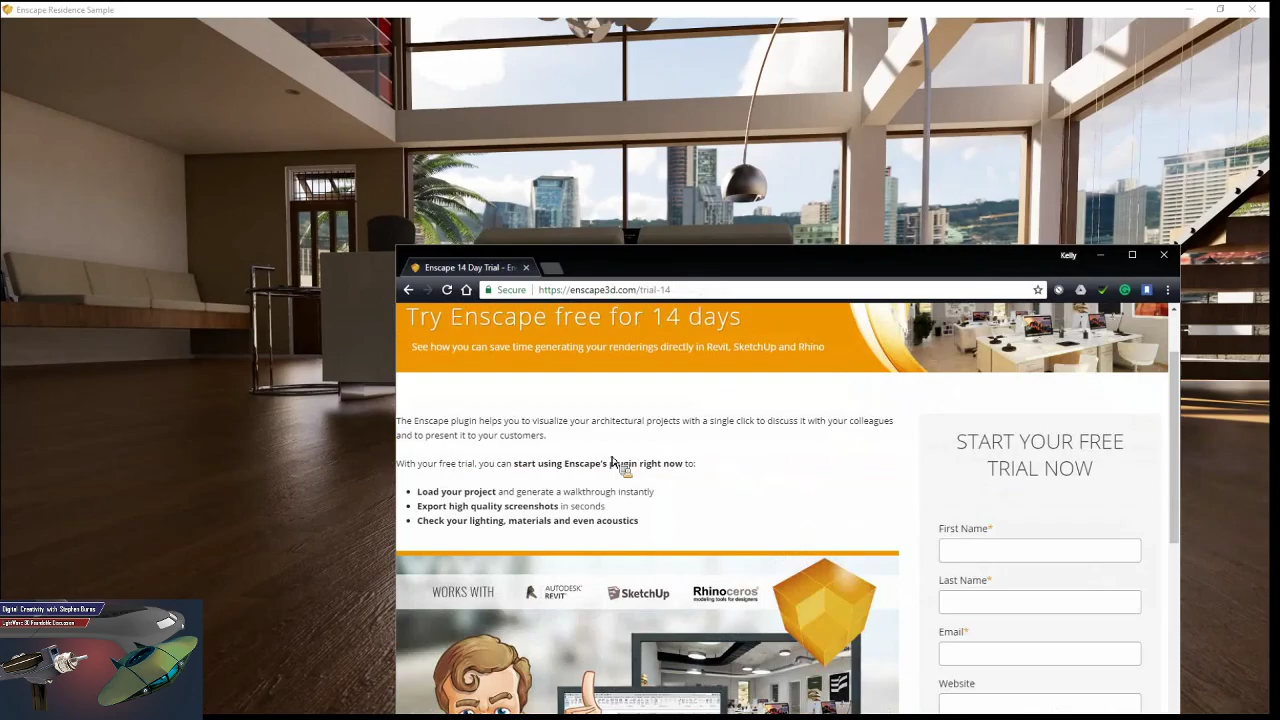 Enscape Residence Sample
Kelly
Enscape 14 Day Trial - En
Secure https://enscape3d.com/trial-14
Try Enscape free for 14 days
See how you can save time generating your renderings directly in Revit, SketchUp and Rhino
The Enscape plugin helps you to visualize your architectural projects with a single click to discuss it with your colleagues
and to present it to your customers.
With your free trial, you can start using Enscape's plugin right now to:
• Load your project and generate a walkthrough instantly
• Export high quality screenshots in seconds
• Check your lighting, materials and even acoustics
START YOUR FREE
TRIAL NOW
First Name*
Last Name*
Email*
Website
WORKS WITH
AUTODESK
REVIT
SketchUp
Rhinoceros
modeling tools for designers
Digital Creativity with Stephen Burns
LightWave 3D Roundtable Discussion